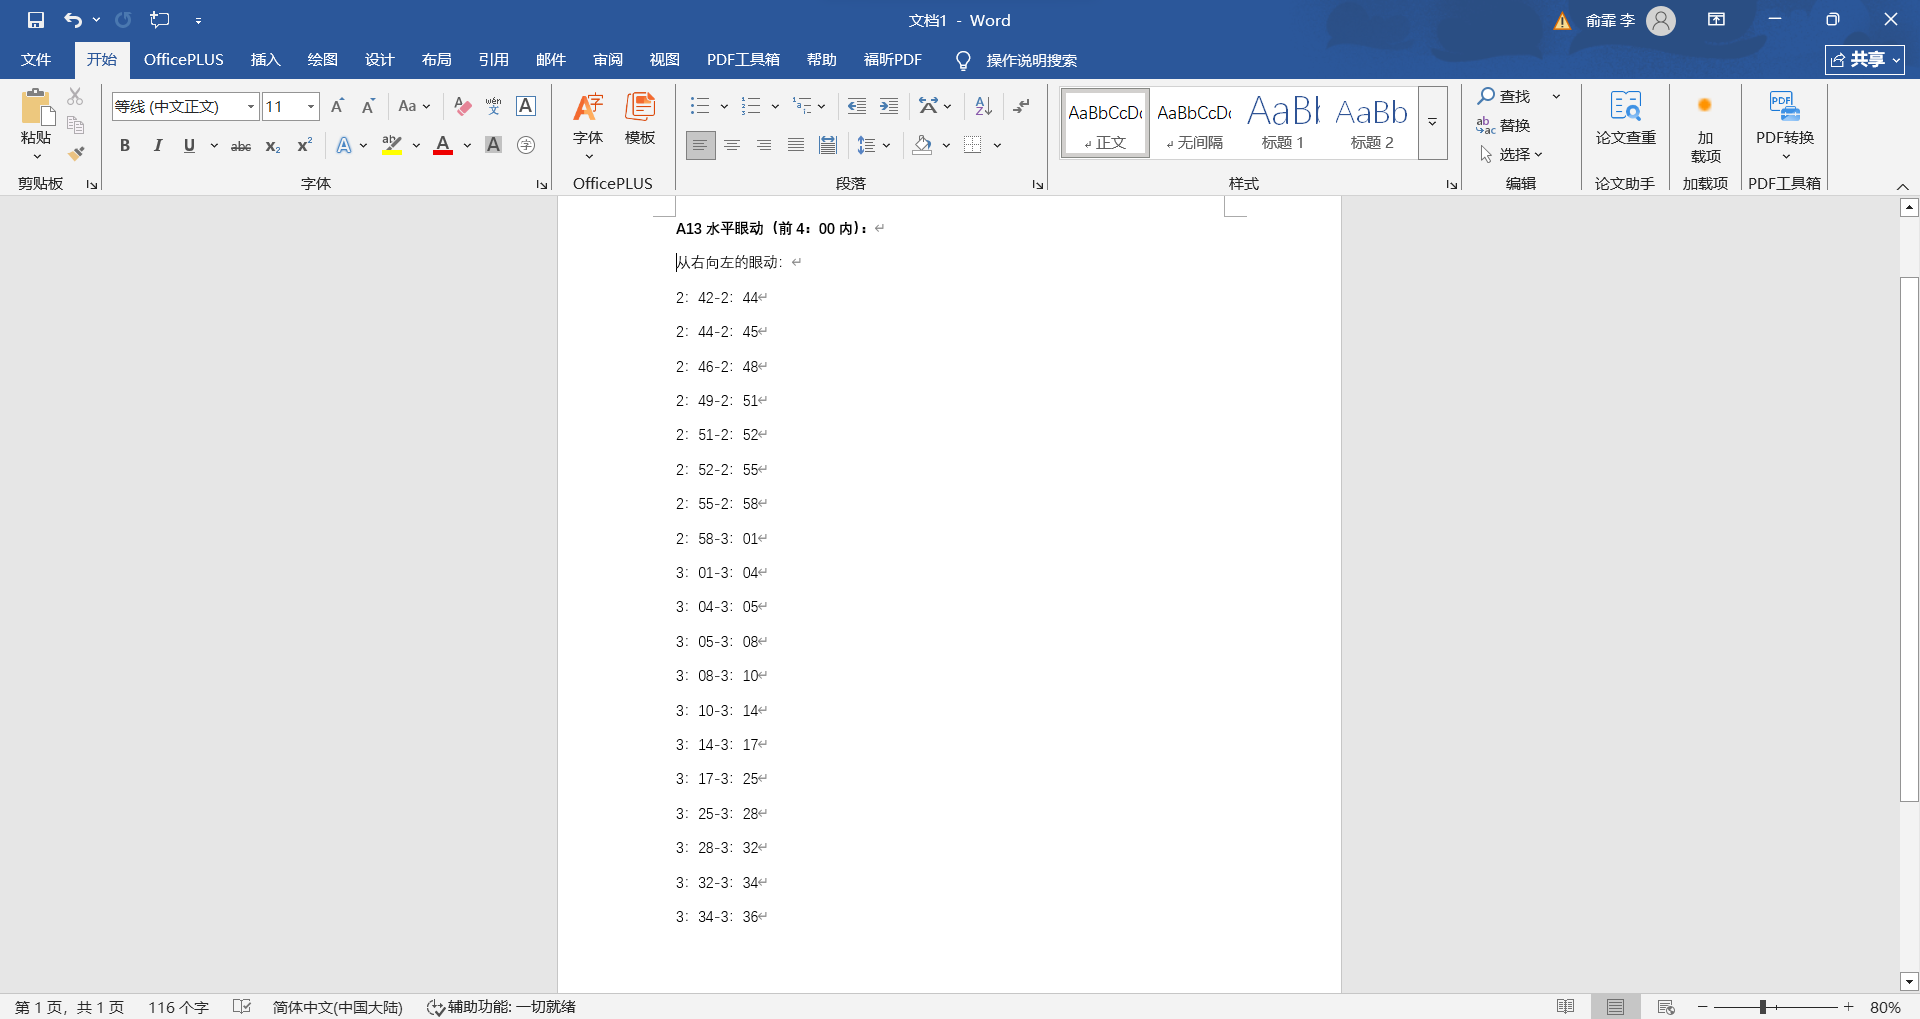 文档1 - Word
俞霏 李
文件 开始 OfficePLUS 插入 绘图 设计 布局 引用 邮件 审阅 视图 PDF工具箱 帮助 福昕PDF 操作说明搜索 共享
粘贴
剪贴板
等线 (中文正文) 11
Aa wén 文 A
B I U abc x₂ x² A ab A A 字
字体
字体 模板
OfficePLUS
段落
AaBbCcDc AaBbCcDc AaBl AaBb
正文 无间隔 标题 1 标题 2
样式
查找
替换
选择
编辑
论文查重
论文助手
加
载项
加载项
PDF转换
PDF工具箱
A13 水平眼动（前 4：00 内）：
从右向左的眼动：
2：42-2：44
2：44-2：45
2：46-2：48
2：49-2：51
2：51-2：52
2：52-2：55
2：55-2：58
2：58-3：01
3：01-3：04
3：04-3：05
3：05-3：08
3：08-3：10
3：10-3：14
3：14-3：17
3：17-3：25
3：25-3：28
3：28-3：32
3：32-3：34
3：34-3：36
第 1 页，共 1 页 116 个字 简体中文(中国大陆) 辅助功能: 一切就绪 80%